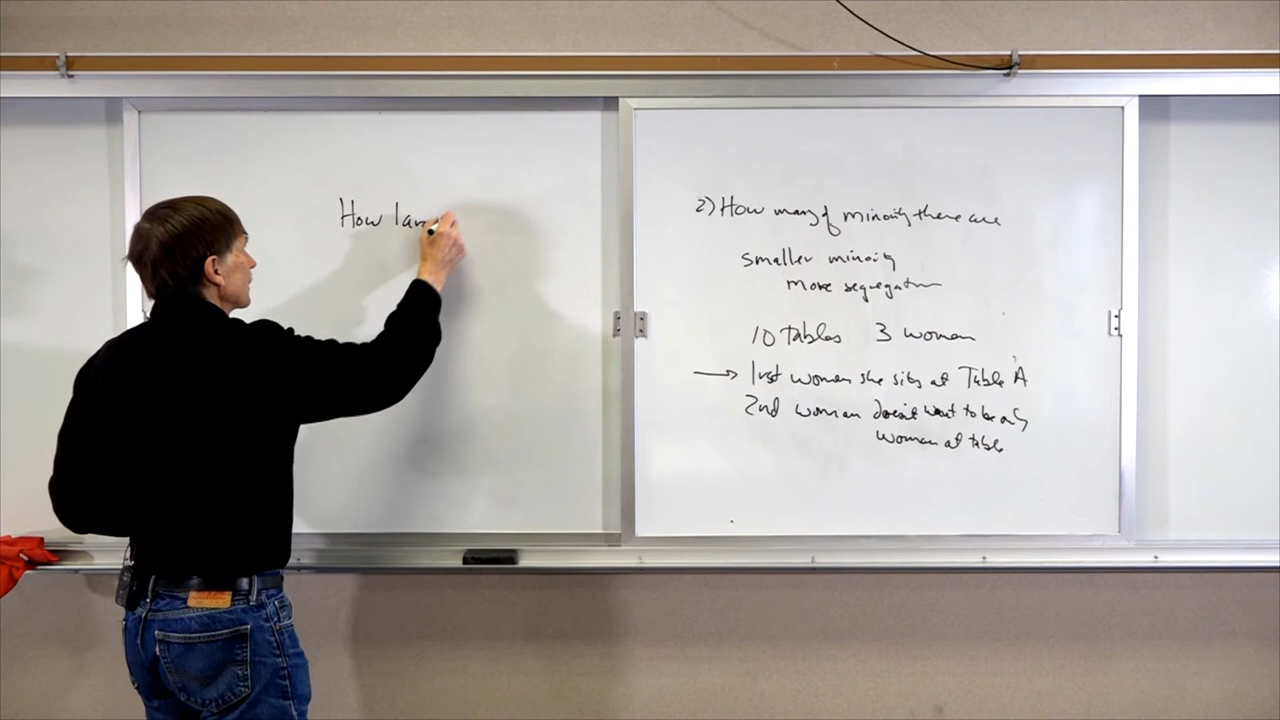 How lar
2) How many of minority there are
smaller minority
more segregation
10 tables 3 women
→ 1rst women she sits at Table A
2nd woman doesn't want to be only
woman at table